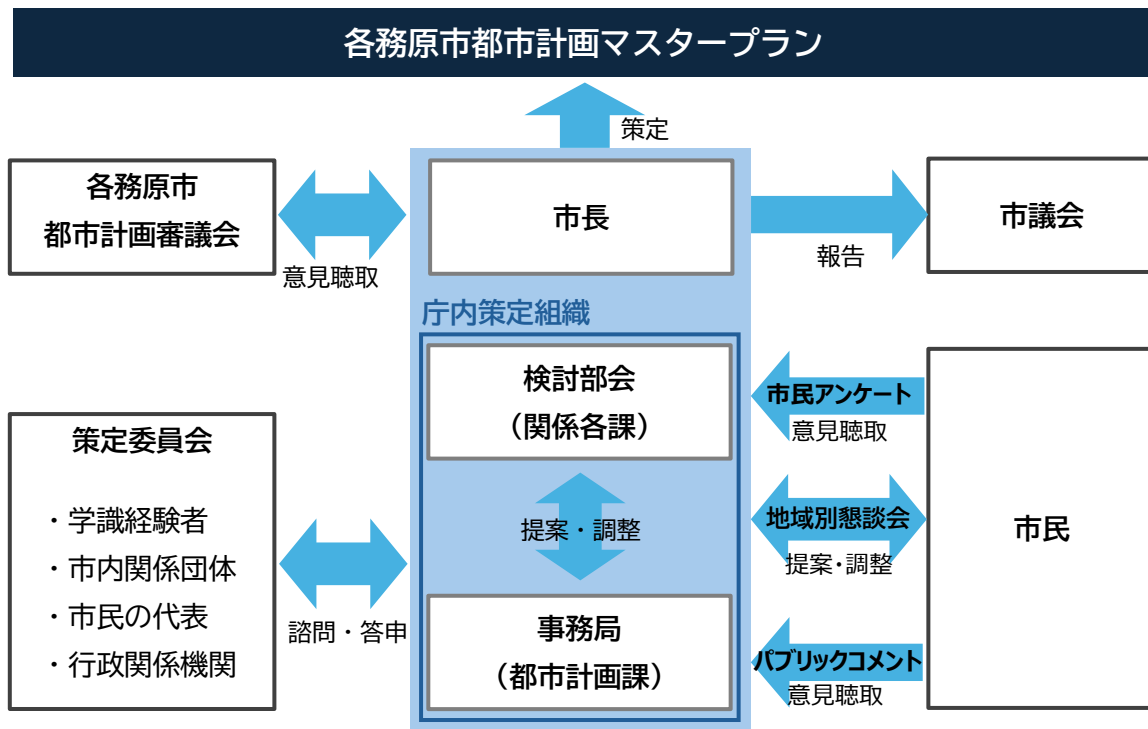 各務原市都市計画マスタープラン
策定
各務原市
都市計画審議会
意見聴取
市長
報告
市議会
庁内策定組織
検討部会
(関係各課)
提案・調整
事務局
(都市計画課)
策定委員会
・学識経験者
・市内関係団体
・市民の代表
・行政関係機関
諮問・答申
市民アンケート
意見聴取
地域別懇談会
提案・調整
パブリックコメント
意見聴取
市民